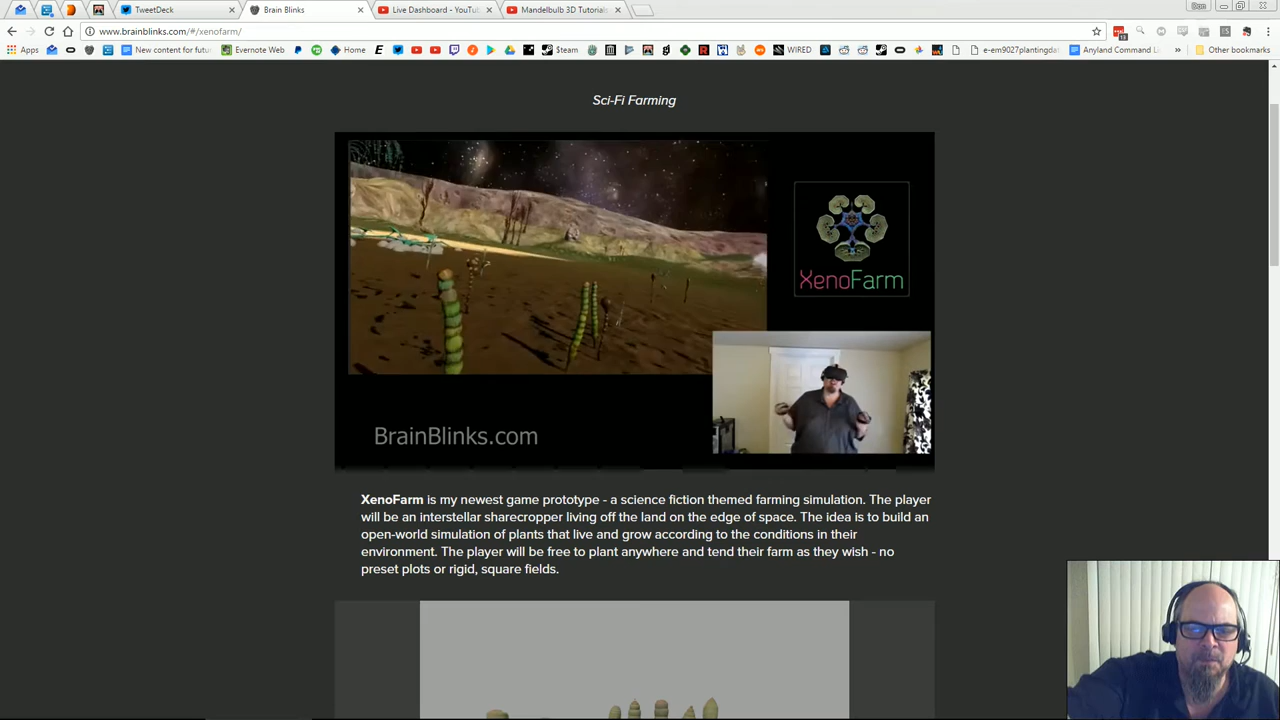 TweetDeck
Brain Blinks
Live Dashboard - YouTu
Mandelbulb 3D Tutorials
Dom
www.brainblinks.com/#/xenofarm/
Apps
New content for futur
Evernote Web
Home
Steam
WIRED
e-em9027plantingdat
Anyland Command Li
Other bookmarks
Sci-Fi Farming
XenoFarm
BrainBlinks.com
XenoFarm is my newest game prototype - a science fiction themed farming simulation. The player
will be an interstellar sharecropper living off the land on the edge of space. The idea is to build an
open-world simulation of plants that live and grow according to the conditions in their
environment. The player will be free to plant anywhere and tend their farm as they wish - no
preset plots or rigid, square fields.